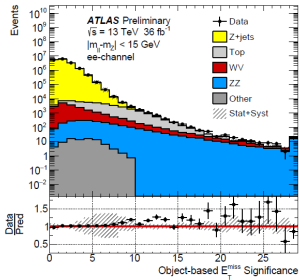 Events
10¹⁰
10⁹
10⁸
10⁷
10⁶
10⁵
10⁴
10³
10²
10
1
10⁻¹
10⁻²
ATLAS Preliminary
√s = 13 TeV 36 fb⁻¹
|m_ll-m_Z| < 15 GeV
ee-channel
Data
Z+jets
Top
WV
ZZ
Other
Stat+Syst
Data
Pred
1.5
1
0.5
0 5 10 15 20 25 30
Object-based E_T^miss Significance